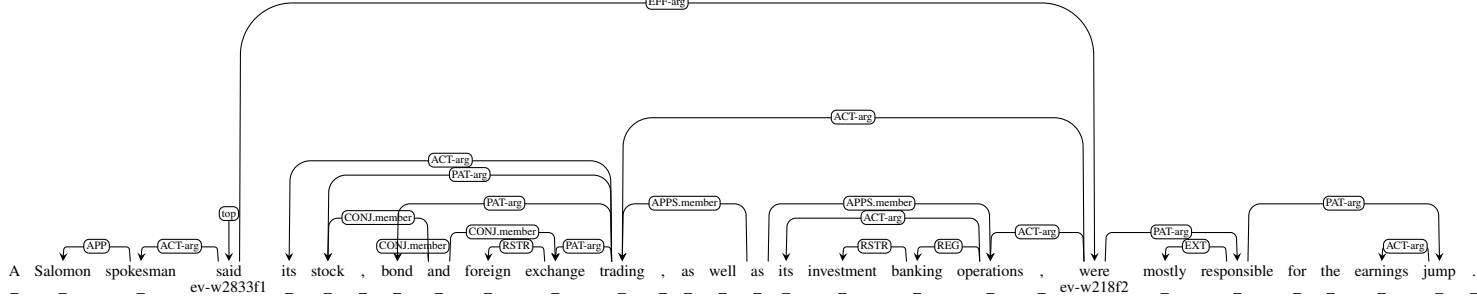 EFF-arg
ACT-arg
ACT-arg
PAT-arg
PAT-arg APPS.member APPS.member PAT-arg
top CONJ.member ACT-arg
CONJ.member ACT-arg PAT-arg
APP ACT-arg CONJ.member RSTR PAT-arg RSTR REG EXT ACT-arg
A Salomon spokesman said its stock , bond and foreign exchange trading , as well as its investment banking operations , were mostly responsible for the earnings jump .
_ _ _ ev-w2833f1 _ _ _ _ _ _ _ _ _ _ _ _ _ _ _ _ _ ev-w218f2 _ _ _ _ _ _ _